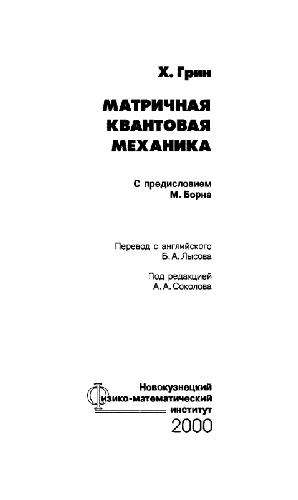 Х. Грин
МАТРИЧНАЯ
КВАНТОВАЯ
МЕХАНИКА
С предисловием
М. Борна
Перевод с английского
Б. А. Лысова
Под редакцией
А. А. Соколова
Новокузнецкий
Физико-математический
институт
2000